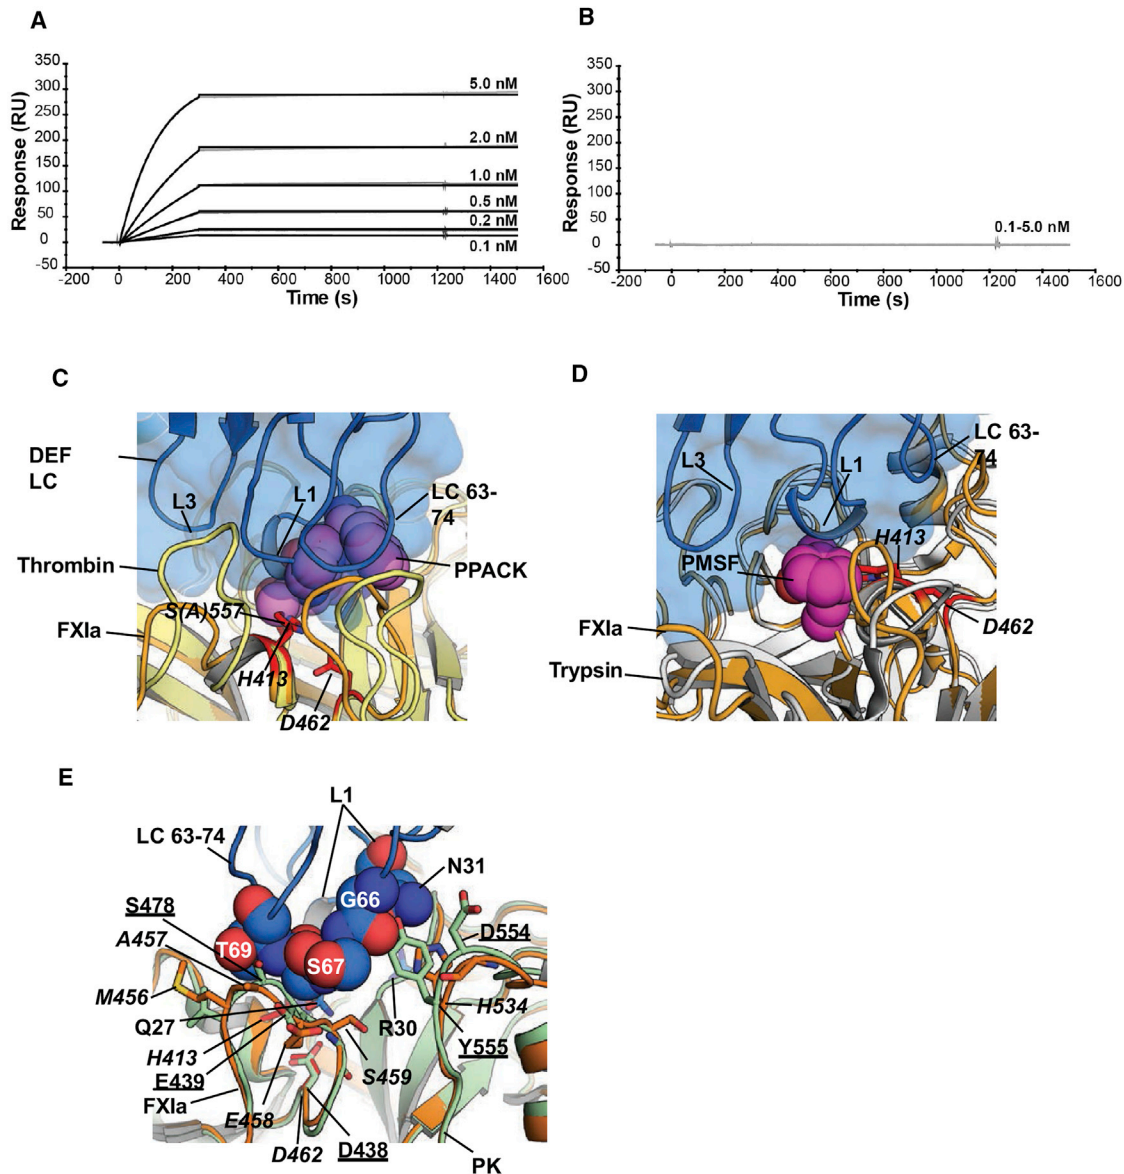 A
B
Response (RU)
350
300
250
200
150
100
50
0
-50
5.0 nM
2.0 nM
1.0 nM
0.5 nM
0.2 nM
0.1 nM
-200 0 200 400 600 800 1000 1200 1400 1600
Time (s)
Response (RU)
350
300
250
200
150
100
50
0
-50
0.1-5.0 nM
-200 0 200 400 600 800 1000 1200 1400 1600
Time (s)
C
DEF
LC
L3
L1
LC 63-
74
Thrombin
PPACK
S(A)557
FXIa
H413
D462
D
LC 63-
74
L3
L1
H413
PMSF
D462
FXIa
Trypsin
E
L1
LC 63-74
N31
G66
S478
D554
A457
T69
S67
M456
H534
Q27
R30
H413
Y555
E439
S459
FXIa
E458
D462
D438
PK